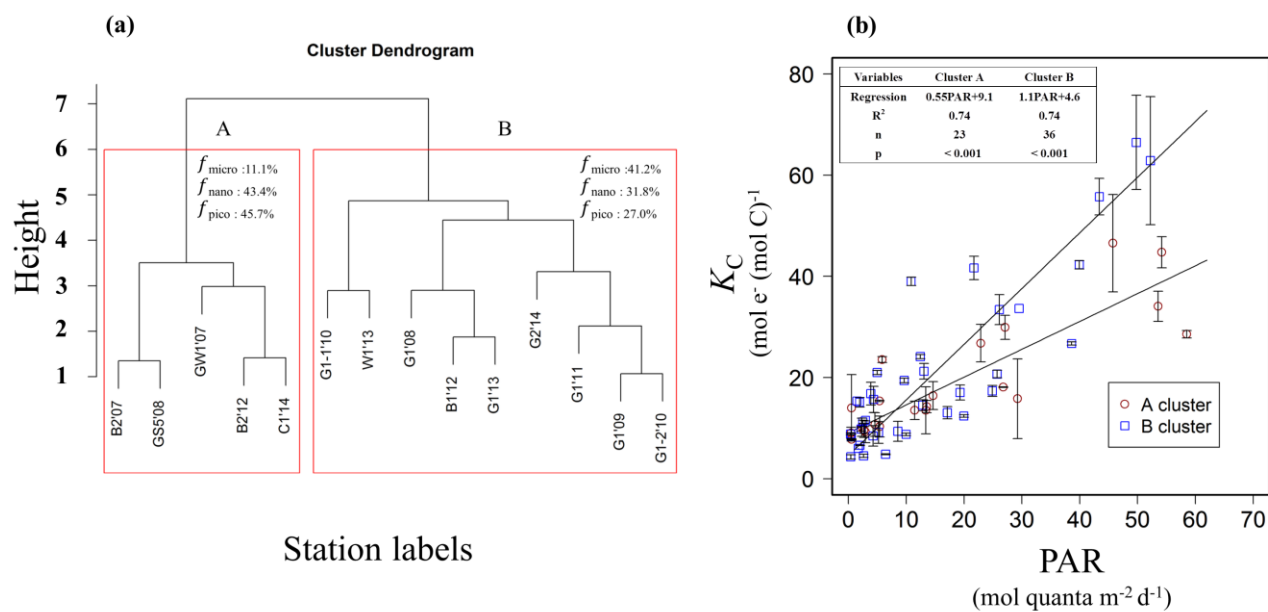 (a)
Cluster Dendrogram
Height
7
6
5
4
3
2
1
A
B
f micro :11.1%
f nano : 43.4%
f pico : 45.7%
f micro :41.2%
f nano : 31.8%
f pico : 27.0%
B2'07
GS5'08
GW1'07
B2'12
C1'14
G1-1'10
W1'13
G1'08
B1'12
G1'13
G2'14
G1'11
G1'09
G1-2'10
Station labels
(b)
Variables Cluster A Cluster B
Regression 0.55PAR+9.1 1.1PAR+4.6
R² 0.74 0.74
n 23 36
p < 0.001 < 0.001
K_C
(mol e⁻ (mol C)⁻¹
80
60
40
20
0
A cluster
B cluster
0 10 20 30 40 50 60 70
PAR
(mol quanta m⁻² d⁻¹)